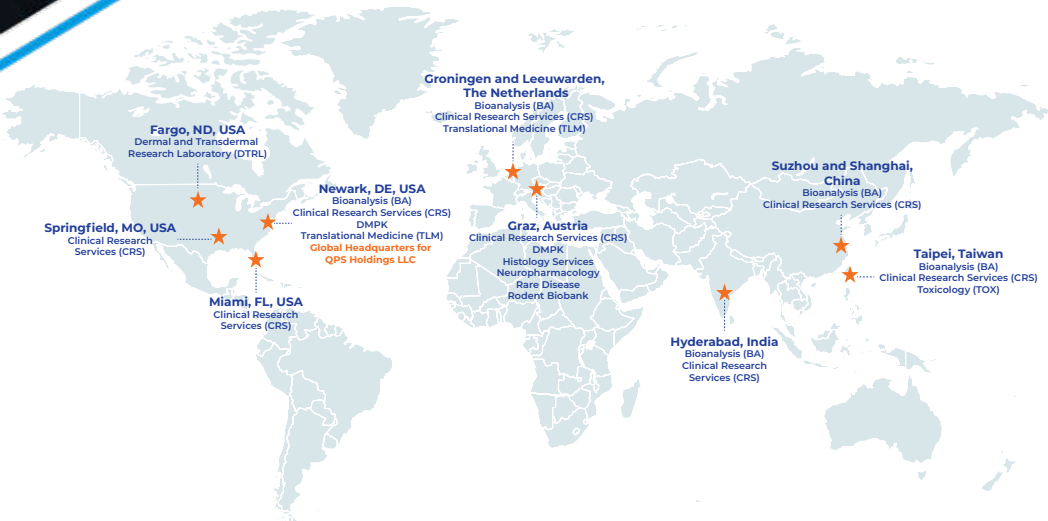 Groningen and Leeuwarden,
The Netherlands
Bioanalysis (BA)
Clinical Research Services (CRS)
Translational Medicine (TLM)
Fargo, ND, USA
Dermal and Transdermal
Research Laboratory (DTRL)
Suzhou and Shanghai,
China
Bioanalysis (BA)
Clinical Research Services (CRS)
Newark, DE, USA
Bioanalysis (BA)
Clinical Research Services (CRS)
DMPK
Translational Medicine (TLM)
Global Headquarters for
QPS Holdings LLC
Springfield, MO, USA
Clinical Research
Services (CRS)
Graz, Austria
Clinical Research Services (CRS)
DMPK
Histology Services
Neuropharmacology
Rare Disease
Rodent Biobank
Taipei, Taiwan
Bioanalysis (BA)
Clinical Research Services (CRS)
Toxicology (TOX)
Miami, FL, USA
Clinical Research
Services (CRS)
Hyderabad, India
Bioanalysis (BA)
Clinical Research
Services (CRS)